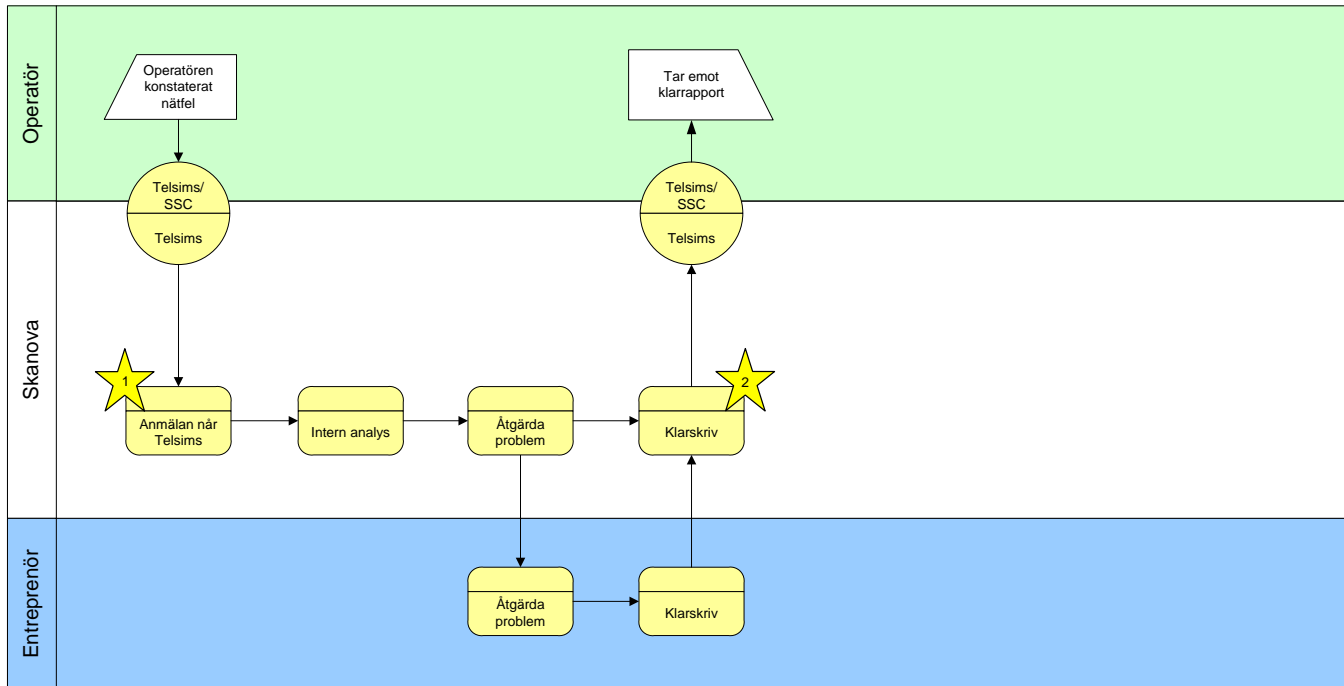 Operatör
Operatören
konstaterat
nätfel
Tar emot
klarrapport
Telsims/
SSC
Telsims
Telsims/
SSC
Telsims
Skanova
1
Anmälan når
Telsims
Intern analys
Åtgärda
problem
2
Klarskriv
Entreprenör
Åtgärda
problem
Klarskriv